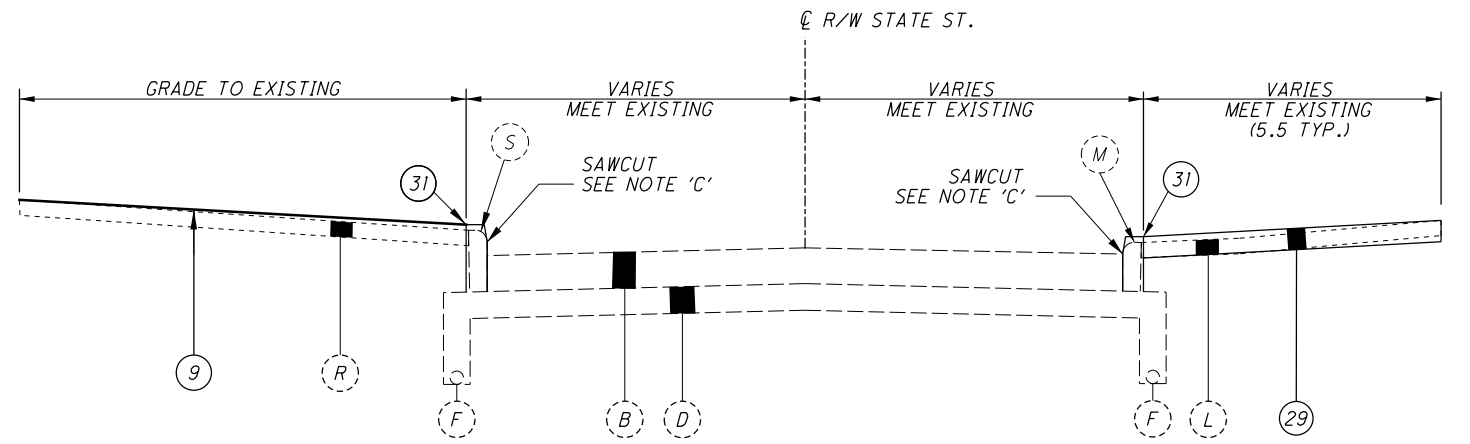 ℄ R/W STATE ST.
GRADE TO EXISTING
VARIES
MEET EXISTING
VARIES
MEET EXISTING
VARIES
MEET EXISTING
(5.5 TYP.)
S
M
SAWCUT
SEE NOTE 'C'
SAWCUT
SEE NOTE 'C'
31
31
9
R
F
B
D
F
L
29